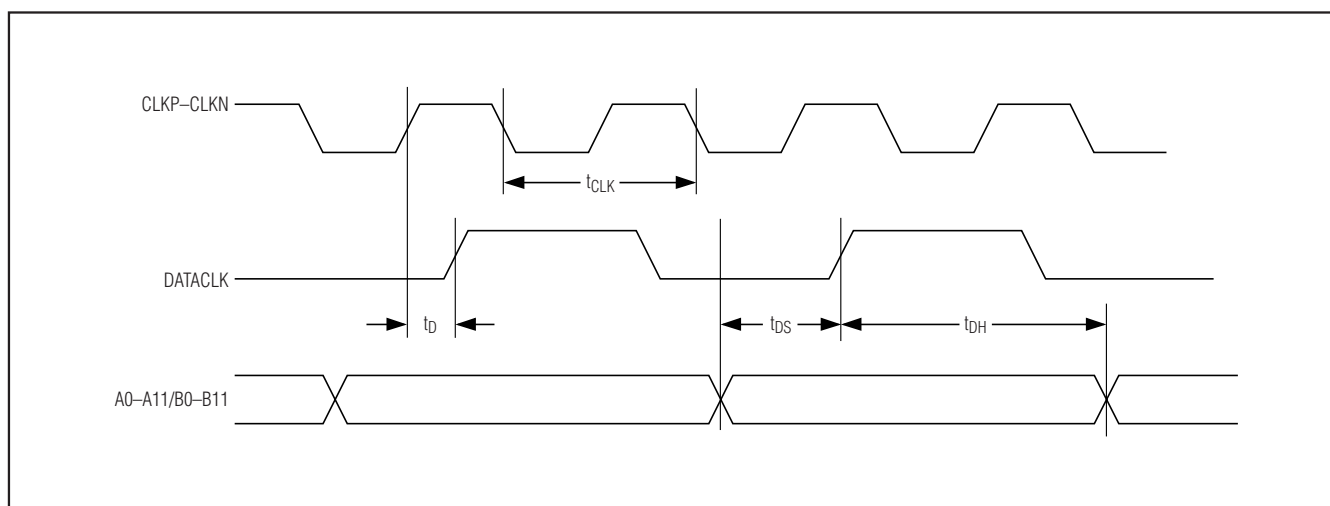 CLKP–CLKN
tCLK
DATACLK
tD
tDS
tDH
A0–A11/B0–B11